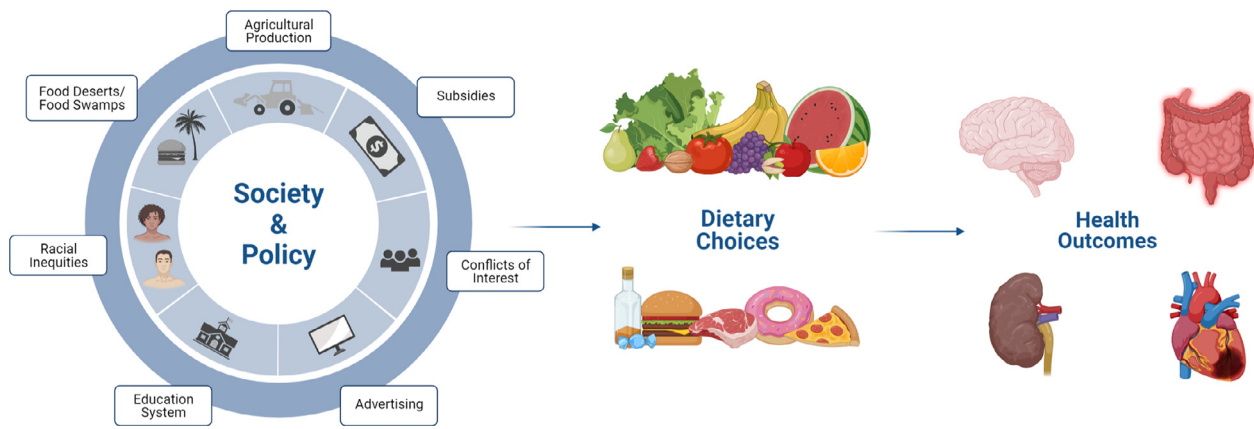 Agricultural
Production
Food Deserts/
Food Swamps
Subsidies
Society
&
Policy
Racial
Inequities
Conflicts of
Interest
Education
System
Advertising
Dietary
Choices
Health
Outcomes